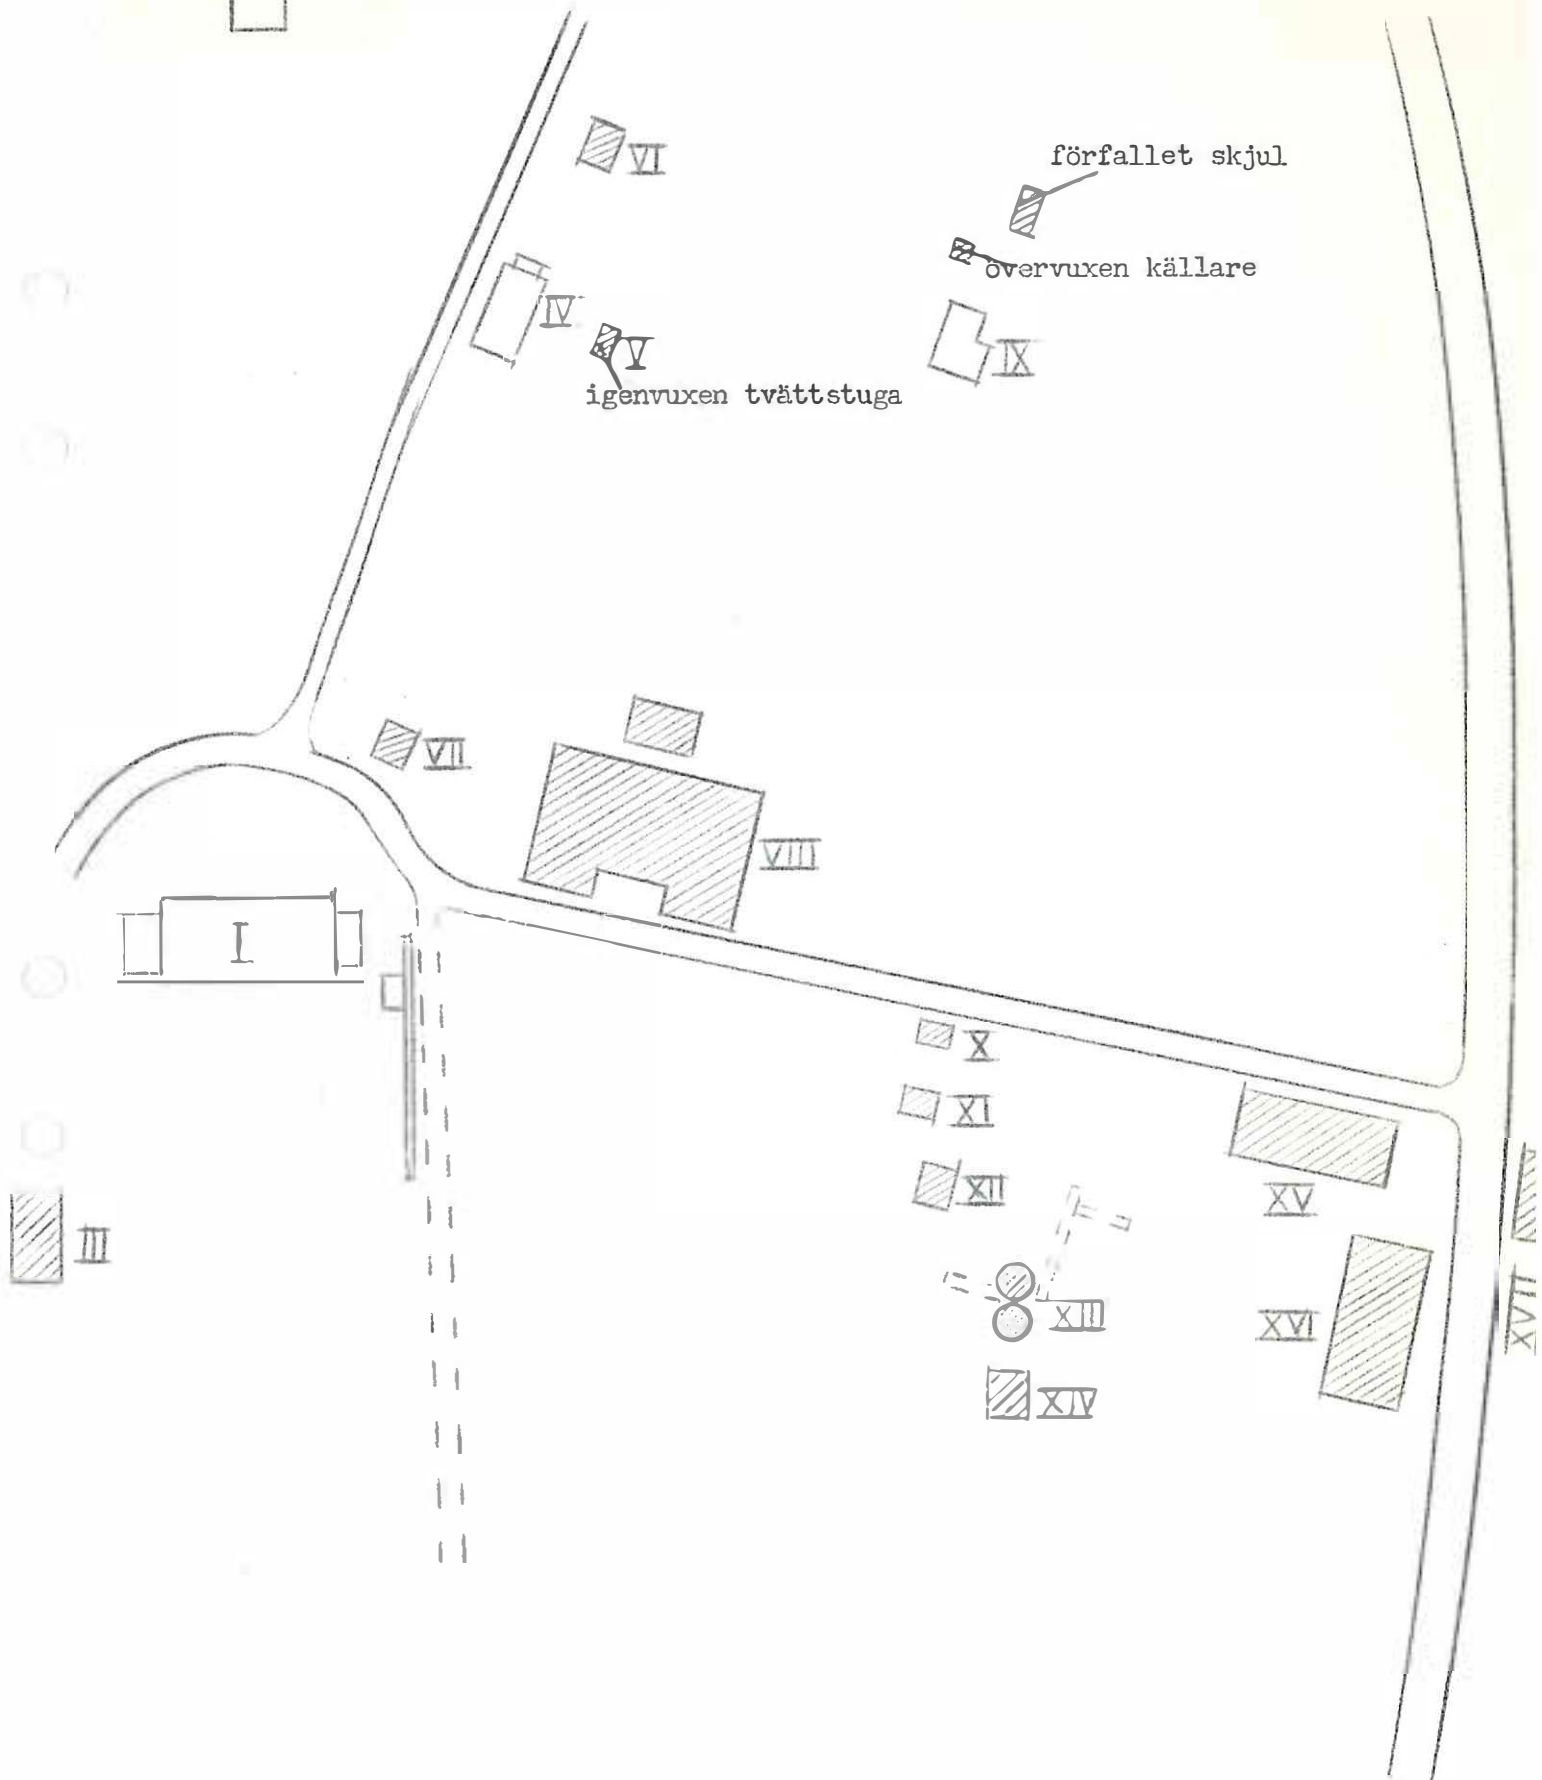 VI
förfallet skjul
övervuxen källare
IV
V
IX
igenvuxen tvättstuga
VII
VIII
I
X
XI
XII
XV
III
XIII
XVI
XVII
XIV